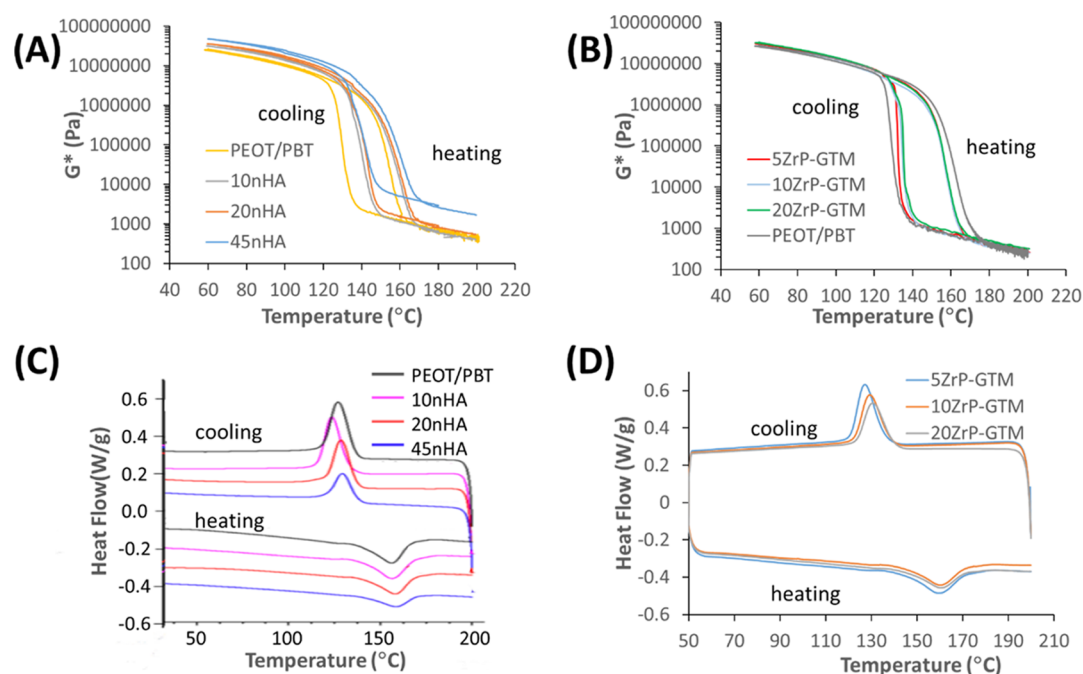 (A)
100000000
10000000
1000000
100000
10000
1000
100
G* (Pa)
cooling
heating
PEOT/PBT
10nHA
20nHA
45nHA
40 60 80 100 120 140 160 180 200 220
Temperature (°C)
(B)
100000000
10000000
1000000
100000
10000
1000
100
G* (Pa)
cooling
heating
5ZrP-GTM
10ZrP-GTM
20ZrP-GTM
PEOT/PBT
40 60 80 100 120 140 160 180 200 220
Temperature (°C)
(C)
0.6
0.4
0.2
0.0
-0.2
-0.4
-0.6
Heat Flow(W/g)
cooling
heating
PEOT/PBT
10nHA
20nHA
45nHA
50 100 150 200
Temperature (°C)
(D)
0.6
0.4
0.2
0
-0.2
-0.4
-0.6
Heat Flow (W/g)
cooling
heating
5ZrP-GTM
10ZrP-GTM
20ZrP-GTM
50 70 90 110 130 150 170 190 210
Temperature (°C)